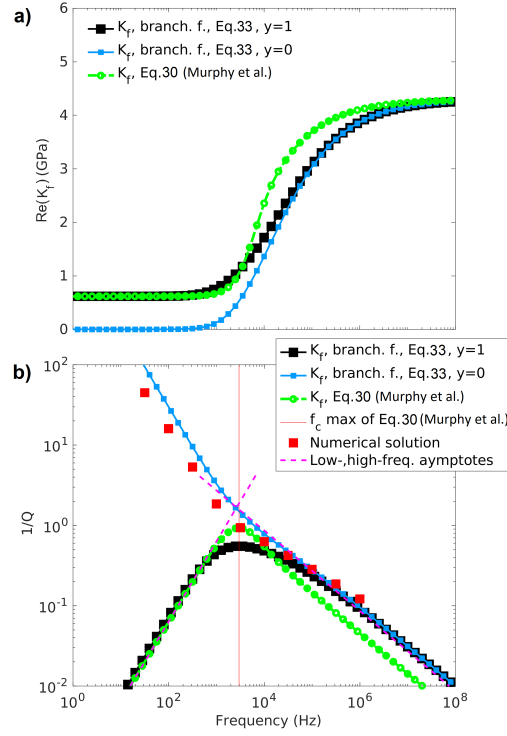 a)
6
5
4
3
2
1
0
Re(K_f) (GPa)
K_f, branch. f., Eq.33 , y=1
K_f, branch. f., Eq.33 , y=0
K_f, Eq.30 (Murphy et al.)
b)
K_f, branch. f., Eq.33 , y=1
K_f, branch. f., Eq.33 , y=0
K_f, Eq.30 (Murphy et al.)
f_c max of Eq.30 (Murphy et al.)
Numerical solution
Low-,high-freq. aymptotes
10^2
10^1
10^0
10^-1
10^-2
1/Q
10^0 10^2 10^4 10^6 10^8
Frequency (Hz)